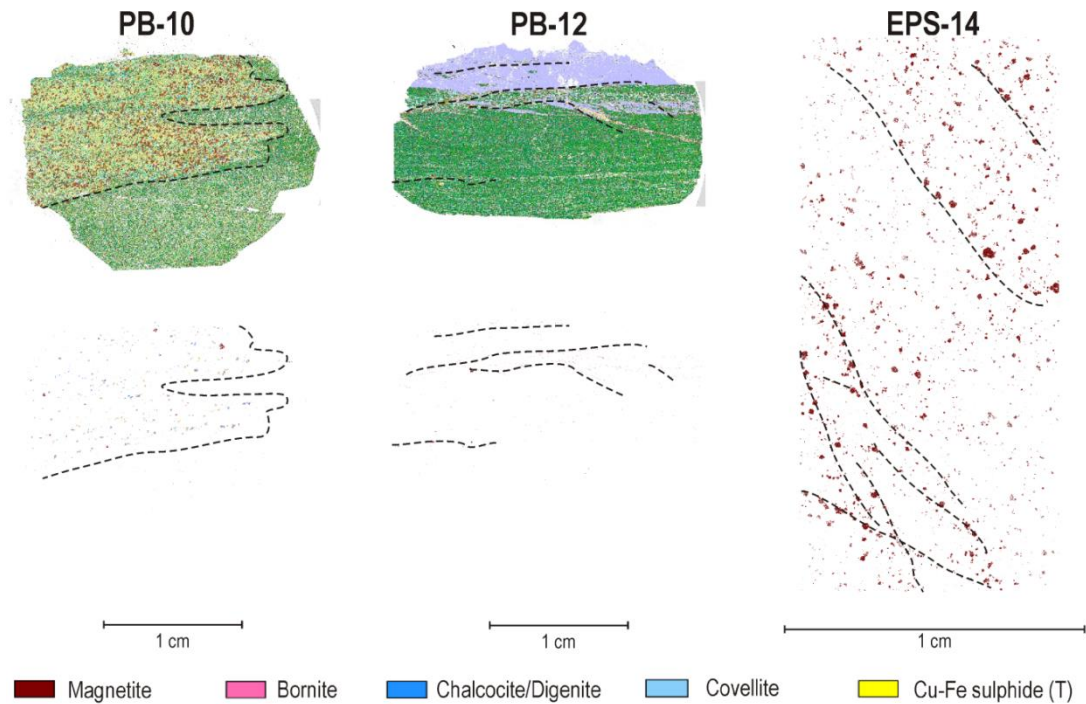 PB-10 PB-12 EPS-14
1 cm 1 cm 1 cm
Magnetite Bornite Chalcocite/Digenite Covellite Cu-Fe sulphide (T)